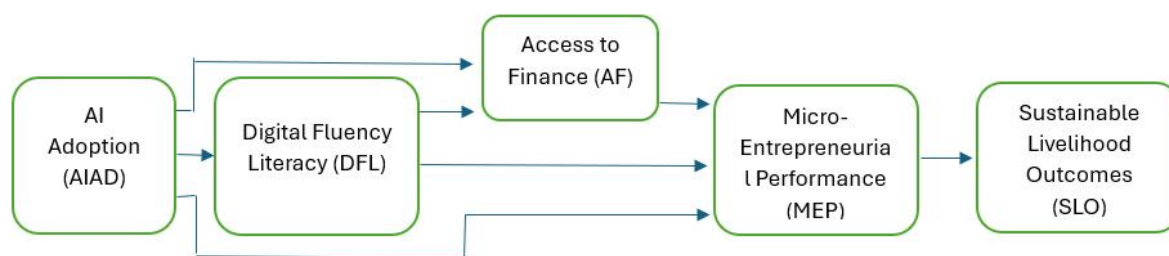 AI
Adoption
(AIAD)
Digital Fluency
Literacy (DFL)
Access to
Finance (AF)
Micro-
Entrepreneuria
l Performance
(MEP)
Sustainable
Livelihood
Outcomes
(SLO)